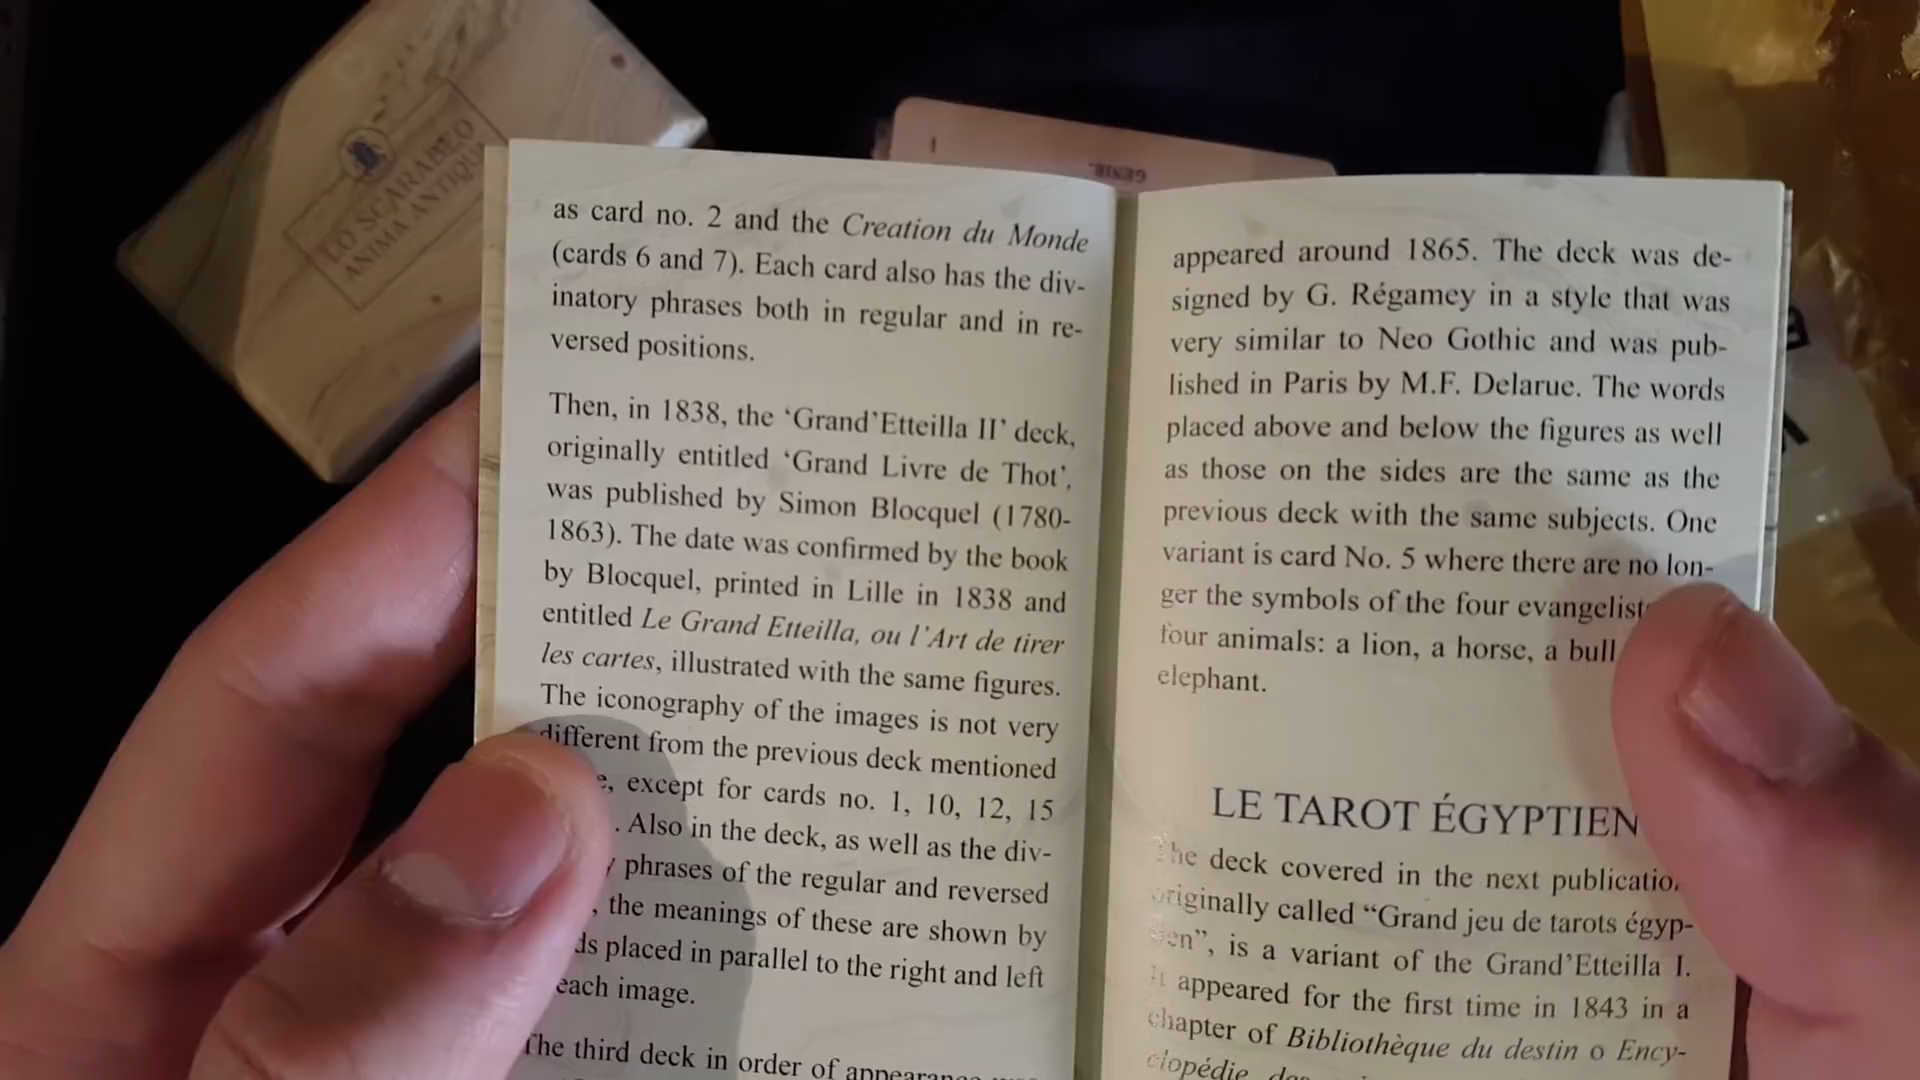 LO SCARABEO
ANIMA ANTIQUA
GENIE.
as card no. 2 and the Creation du Monde
(cards 6 and 7). Each card also has the div-
inatory phrases both in regular and in re-
versed positions.
Then, in 1838, the ‘Grand’Etteilla II’ deck,
originally entitled ‘Grand Livre de Thot’,
was published by Simon Blocquel (1780-
1863). The date was confirmed by the book
by Blocquel, printed in Lille in 1838 and
entitled Le Grand Etteilla, ou l’Art de tirer
les cartes, illustrated with the same figures.
The iconography of the images is not very
different from the previous deck mentioned
except for cards no. 1, 10, 12, 15
. Also in the deck, as well as the div-
phrases of the regular and reversed
, the meanings of these are shown by
placed in parallel to the right and left
each image.
The third deck in order of appearance was
appeared around 1865. The deck was de-
signed by G. Régamey in a style that was
very similar to Neo Gothic and was pub-
lished in Paris by M.F. Delarue. The words
placed above and below the figures as well
as those on the sides are the same as the
previous deck with the same subjects. One
variant is card No. 5 where there are no lon-
ger the symbols of the four evangelists
four animals: a lion, a horse, a bull
elephant.
LE TAROT ÉGYPTIEN
The deck covered in the next publication
originally called “Grand jeu de tarots égyp-
tien”, is a variant of the Grand’Etteilla I.
It appeared for the first time in 1843 in a
chapter of Bibliothèque du destin o Ency-
clopédie des